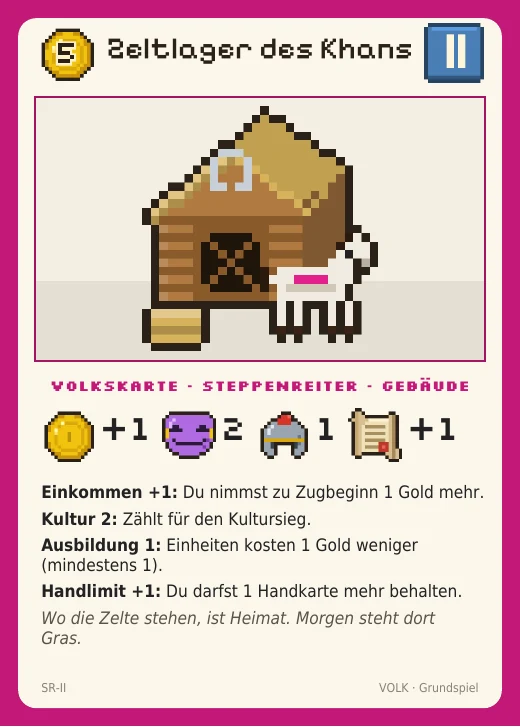 5 Zeltlager des Khans II
VOLKSKARTE · STEPPENREITER · GEBÄUDE
+1 2 1 +1
Einkommen +1: Du nimmst zu Zugbeginn 1 Gold mehr.
Kultur 2: Zählt für den Kultursieg.
Ausbildung 1: Einheiten kosten 1 Gold weniger
(mindestens 1).
Handlimit +1: Du darfst 1 Handkarte mehr behalten.
Wo die Zelte stehen, ist Heimat. Morgen steht dort
Gras.
SR-II VOLK · Grundspiel